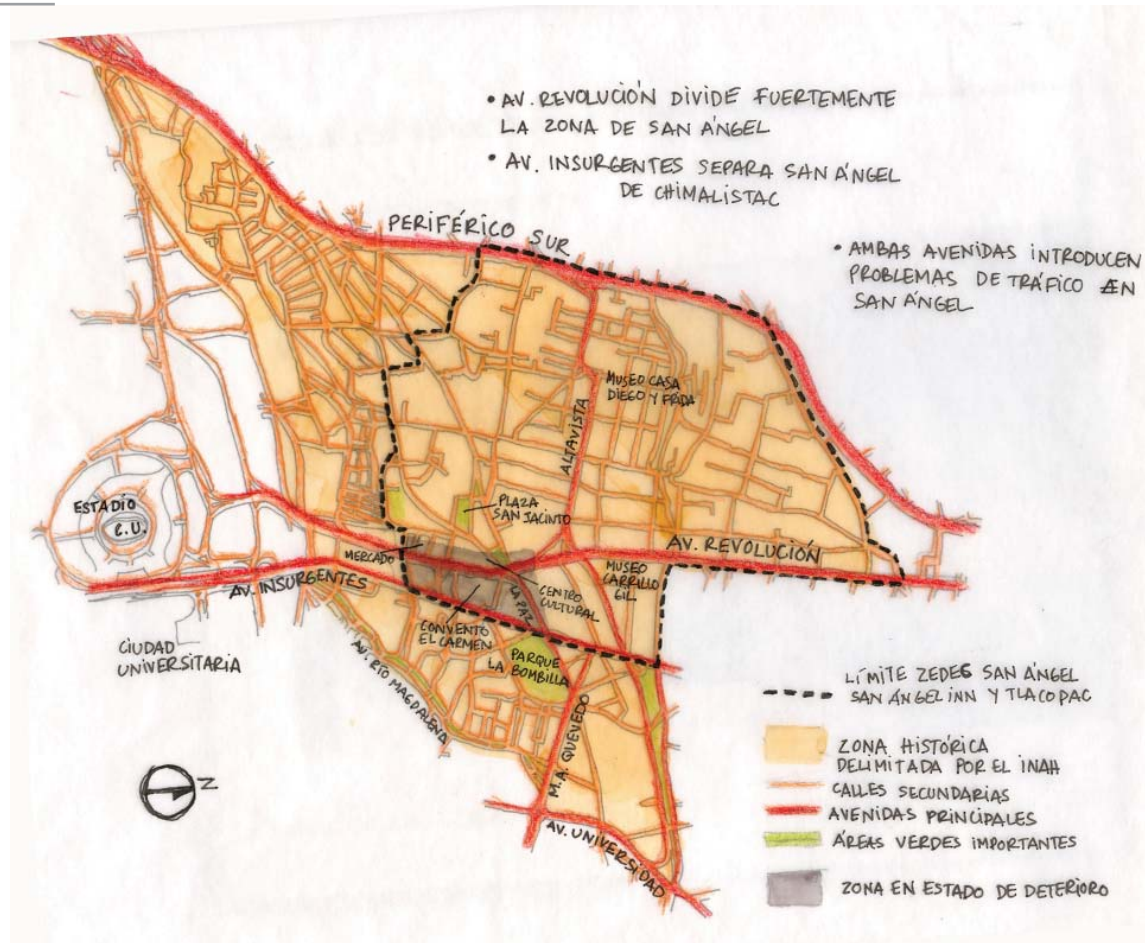 • AV. REVOLUCIÓN DIVIDE FUERTEMENTE
LA ZONA DE SAN ÁNGEL
• AV. INSURGENTES SEPARA SAN ÁNGEL
DE CHIMALISTAC
• AMBAS AVENIDAS INTRODUCEN
PROBLEMAS DE TRÁFICO EN
SAN ÁNGEL
PERIFÉRICO SUR
MUSEO CASA
DIEGO Y FRIDA
ALTAVISTA
ESTADIO
C.U.
PLAZA
SAN JACINTO
MERCADO
AV. REVOLUCIÓN
AV. INSURGENTES
MUSEO
CARRILLO
GIL
CENTRO
CULTURAL
LA PAZ
CONVENTO
EL CARMEN
PARQUE
LA BOMBILLA
CIUDAD
UNIVERSITARIA
AV. RÍO MAGDALENA
M.A. QUEVEDO
AV. UNIVERSIDAD
N
LÍMITE ZEDES SAN ÁNGEL
SAN ÁNGEL INN Y TLACOPAC
ZONA HISTÓRICA
DELIMITADA POR EL INAH
CALLES SECUNDARIAS
AVENIDAS PRINCIPALES
ÁREAS VERDES IMPORTANTES
ZONA EN ESTADO DE DETERIORO